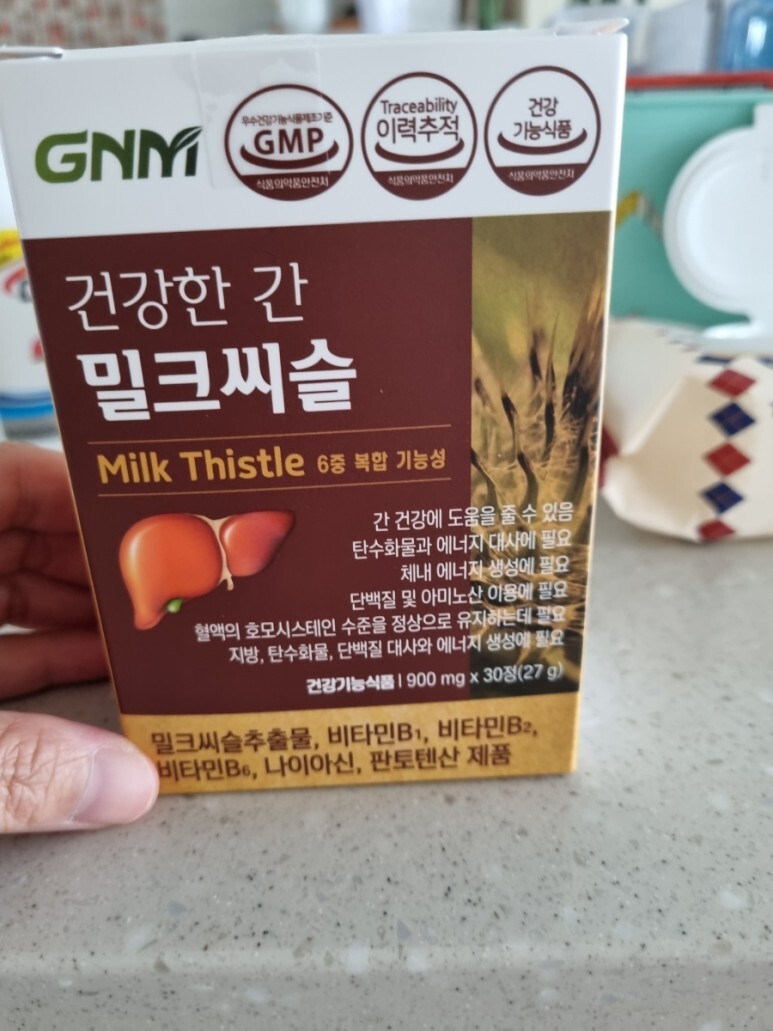 GNM
우수건강기능식품제조기준
GMP
식품의약품안전처
Traceability
이력추적
식품의약품안전처
건강
기능식품
식품의약품안전처
건강한 간
밀크씨슬
Milk Thistle 6중 복합 기능성
간 건강에 도움을 줄 수 있음
탄수화물과 에너지 대사에 필요
체내 에너지 생성에 필요
단백질 및 아미노산 이용에 필요
혈액의 호모시스테인 수준을 정상으로 유지하는데 필요
지방, 탄수화물, 단백질 대사와 에너지 생성에 필요
건강기능식품 | 900 mg x 30정(27 g)
밀크씨슬추출물, 비타민B1, 비타민B2,
비타민B6, 나이아신, 판토텐산 제품